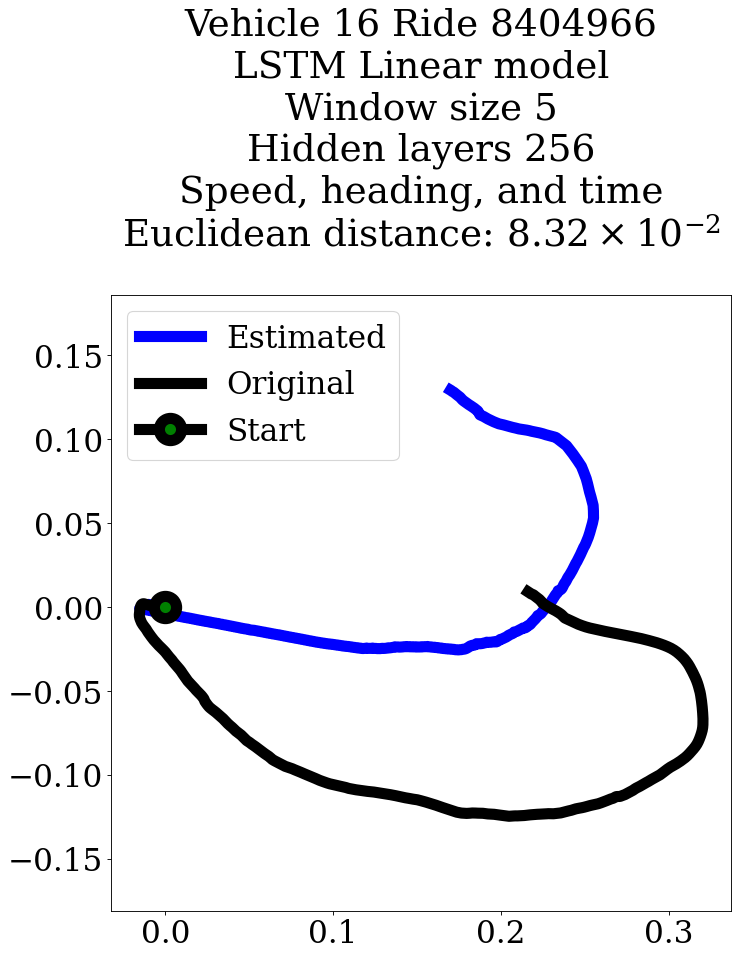 Vehicle 16 Ride 8404966
LSTM Linear model
Window size 5
Hidden layers 256
Speed, heading, and time
Euclidean distance: 8.32 × 10⁻²
Estimated
Original
Start
0.15
0.10
0.05
0.00
−0.05
−0.10
−0.15
0.0 0.1 0.2 0.3